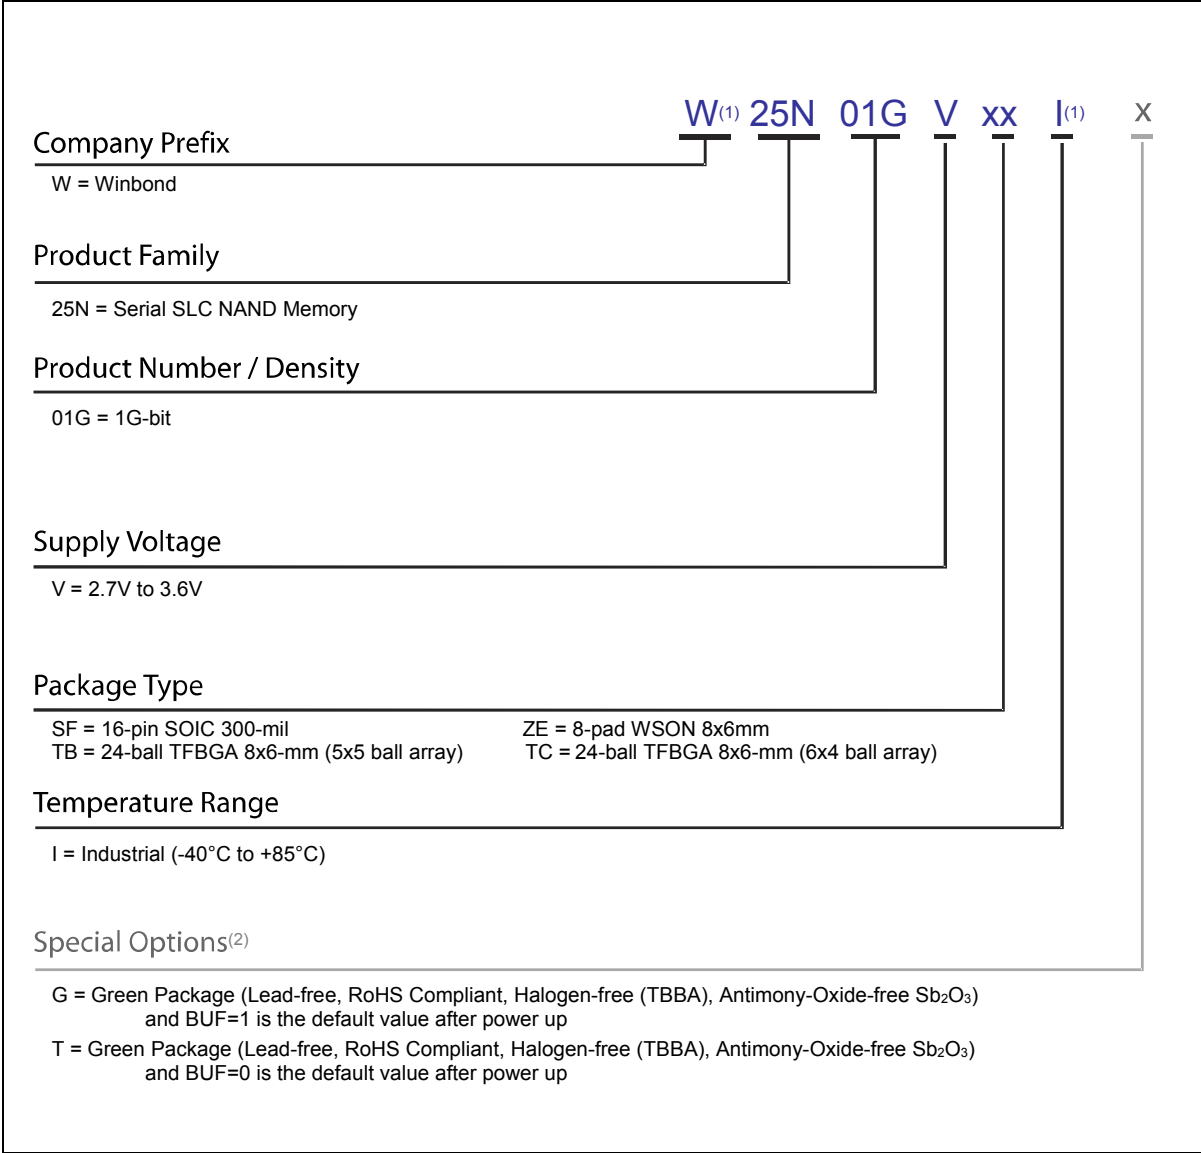 W(1) 25N 01G V xx I(1) x
Company Prefix
W = Winbond
Product Family
25N = Serial SLC NAND Memory
Product Number / Density
01G = 1G-bit
Supply Voltage
V = 2.7V to 3.6V
Package Type
SF = 16-pin SOIC 300-mil ZE = 8-pad WSON 8x6mm
TB = 24-ball TFBGA 8x6-mm (5x5 ball array) TC = 24-ball TFBGA 8x6-mm (6x4 ball array)
Temperature Range
I = Industrial (-40°C to +85°C)
Special Options(2)
G = Green Package (Lead-free, RoHS Compliant, Halogen-free (TBBA), Antimony-Oxide-free Sb₂O₃)
and BUF=1 is the default value after power up
T = Green Package (Lead-free, RoHS Compliant, Halogen-free (TBBA), Antimony-Oxide-free Sb₂O₃)
and BUF=0 is the default value after power up